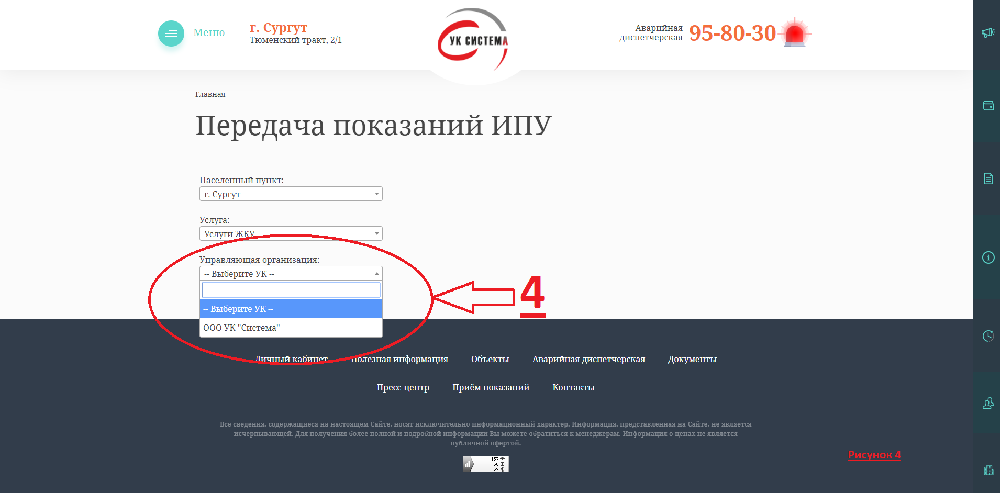 Меню
г. Сургут
Тюменский тракт, 2/1
УК СИСТЕМА
Аварийная
диспетчерская
95-80-30
Главная
Передача показаний ИПУ
Населенный пункт:
г. Сургут
Услуга:
Услуги ЖКУ
Управляющая организация:
-- Выберите УК --
-- Выберите УК --
ООО УК "Система"
4
Личный кабинет Полезная информация Объекты Аварийная диспетчерская Документы
Пресс-центр Приём показаний Контакты
Все сведения, содержащиеся на настоящем Сайте, носят исключительно информационный характер. Информация, представленная на Сайте, не является
исчерпывающей. Для получения более полной и подробной информации Вы можете обратиться к менеджерам. Информация о ценах не является
публичной офертой.
157
66
64
Рисунок 4